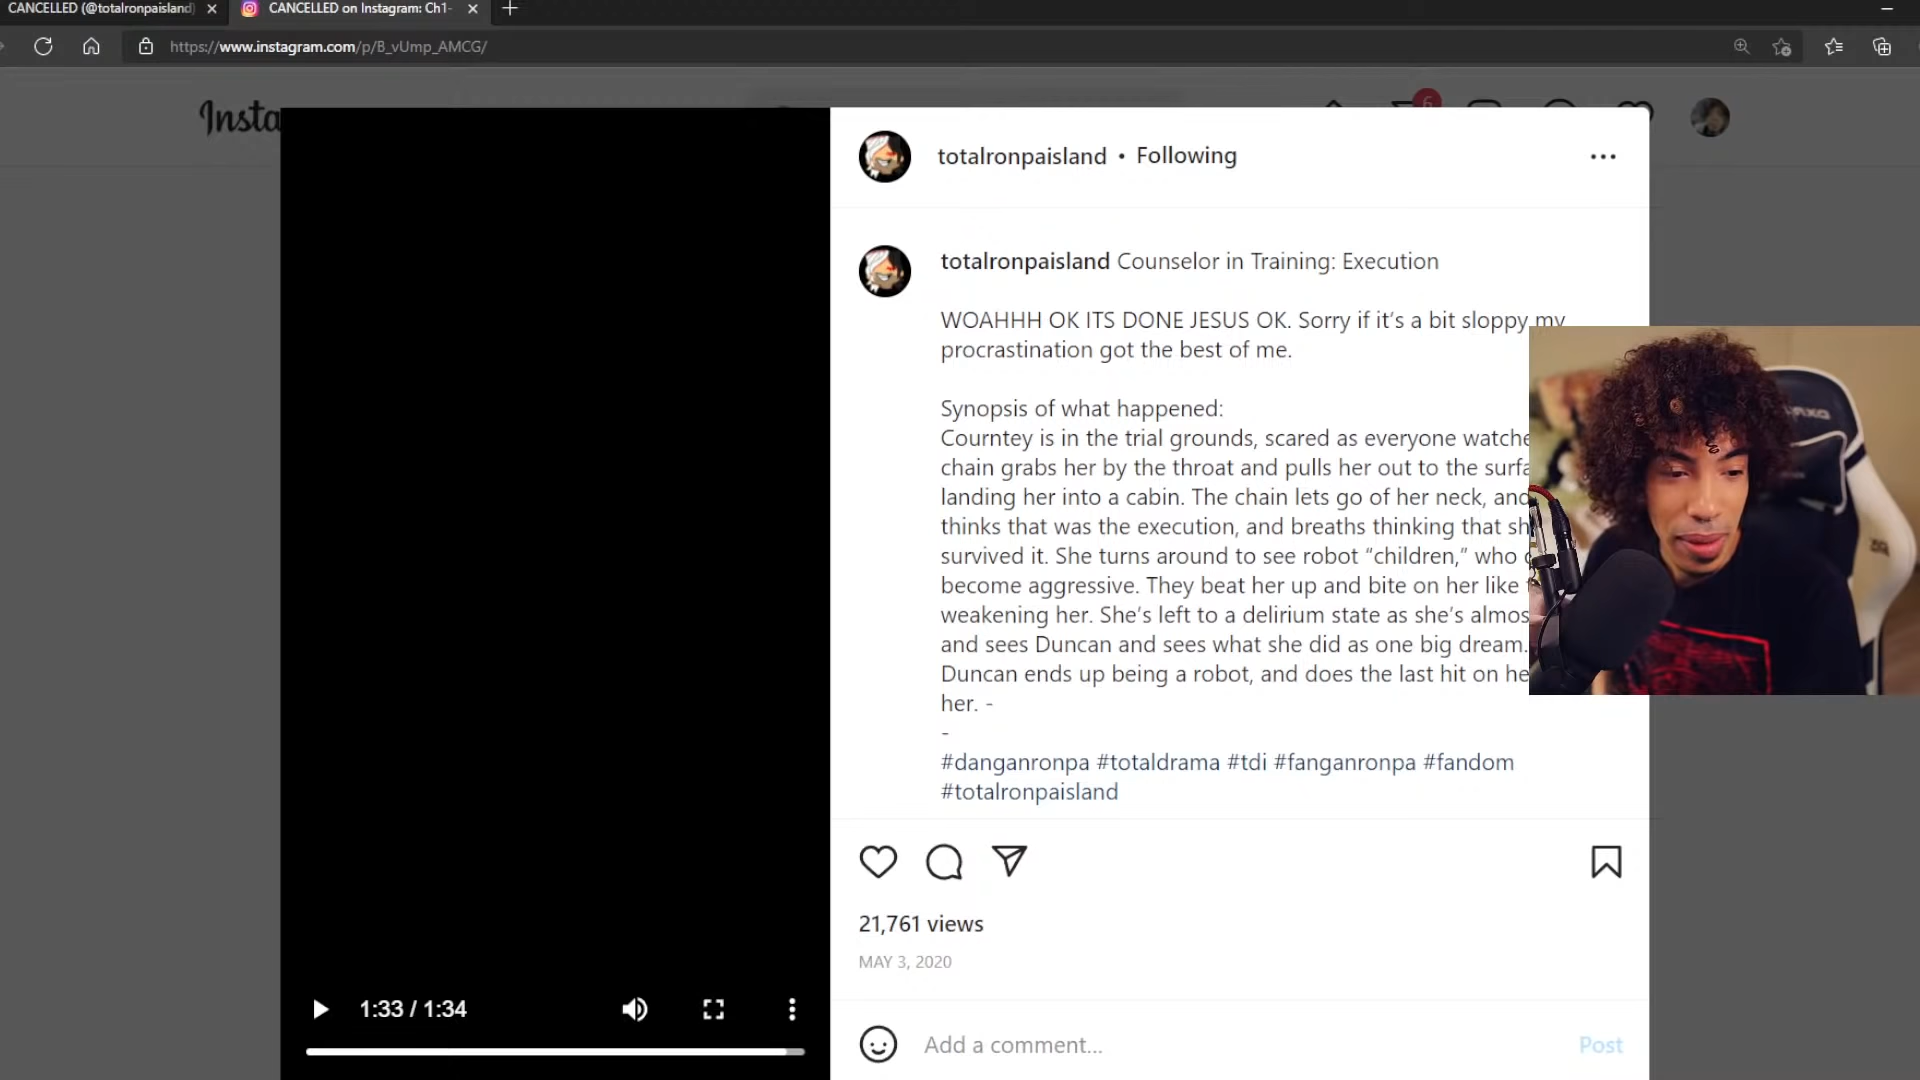 CANCELLED (@totalronpaisland)
CANCELLED on Instagram: Ch1-
https://www.instagram.com/p/B_vUmp_AMCG/
Insta
6
totalronpaisland • Following
totalronpaisland Counselor in Training: Execution
WOAHHH OK ITS DONE JESUS OK. Sorry if it’s a bit sloppy my
procrastination got the best of me.
Synopsis of what happened:
Courntey is in the trial grounds, scared as everyone watche
chain grabs her by the throat and pulls her out to the surfa
landing her into a cabin. The chain lets go of her neck, and
thinks that was the execution, and breaths thinking that sh
survived it. She turns around to see robot “children,” who
become aggressive. They beat her up and bite on her like
weakening her. She’s left to a delirium state as she’s almos
and sees Duncan and sees what she did as one big dream.
Duncan ends up being a robot, and does the last hit on he
her. -
-
#danganronpa #totaldrama #tdi #fanganronpa #fandom
#totalronpaisland
21,761 views
MAY 3, 2020
1:33 / 1:34
Add a comment...
Post